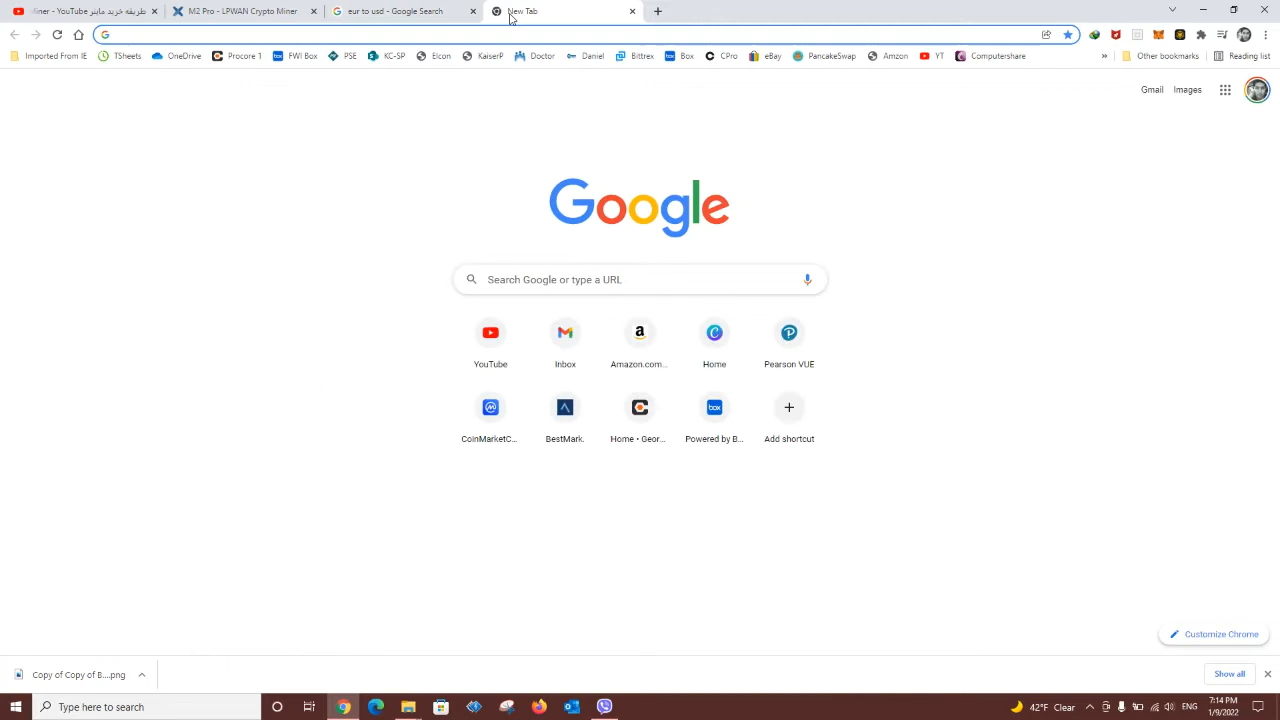 طریقه خرید ماینر Miner - YouTube
M2 Pro - LPWAN Crypto Miner
eur to usd - Google Search
New Tab
Imported From IE
TSheets
OneDrive
Procore 1
FWI Box
PSE
KC-SP
Elcon
KaiserP
Doctor
Daniel
Bittrex
Box
CPro
eBay
PancakeSwap
Amzon
YT
Computershare
»
Other bookmarks
Reading list
Gmail
Images
Google
Search Google or type a URL
YouTube
Inbox
Amazon.com...
Home
Pearson VUE
CoinMarketC...
BestMark.
Home • Geor...
Powered by B...
Add shortcut
Customize Chrome
Copy of Copy of B....png
Show all
Type here to search
42°F Clear
ENG
7:14 PM
1/9/2022